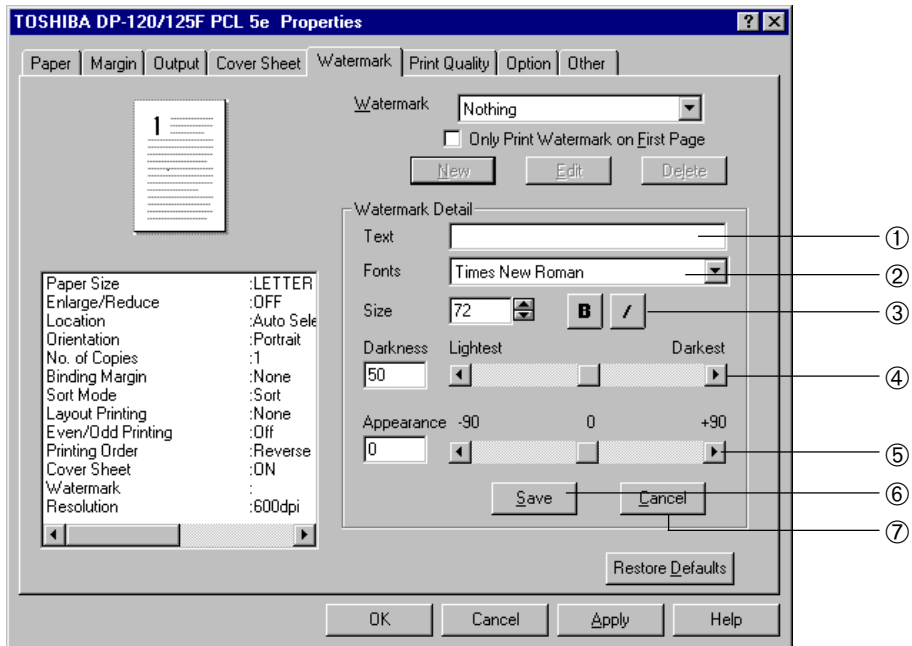 TOSHIBA DP-120/125F PCL 5e Properties
Paper Margin Output Cover Sheet Watermark Print Quality Option Other
Watermark Nothing
Only Print Watermark on First Page
New Edit Delete
1
Watermark Detail
Text ①
Fonts Times New Roman ②
Size 72 B I ③
Darkness Lightest Darkest
50 ④
Appearance -90 0 +90
0 ⑤
Save ⑥
Cancel ⑦
Paper Size :LETTER
Enlarge/Reduce :OFF
Location :Auto Sele
Orientation :Portrait
No. of Copies :1
Binding Margin :None
Sort Mode :Sort
Layout Printing :None
Even/Odd Printing :Off
Printing Order :Reverse
Cover Sheet :ON
Watermark :
Resolution :600dpi
Restore Defaults
OK Cancel Apply Help